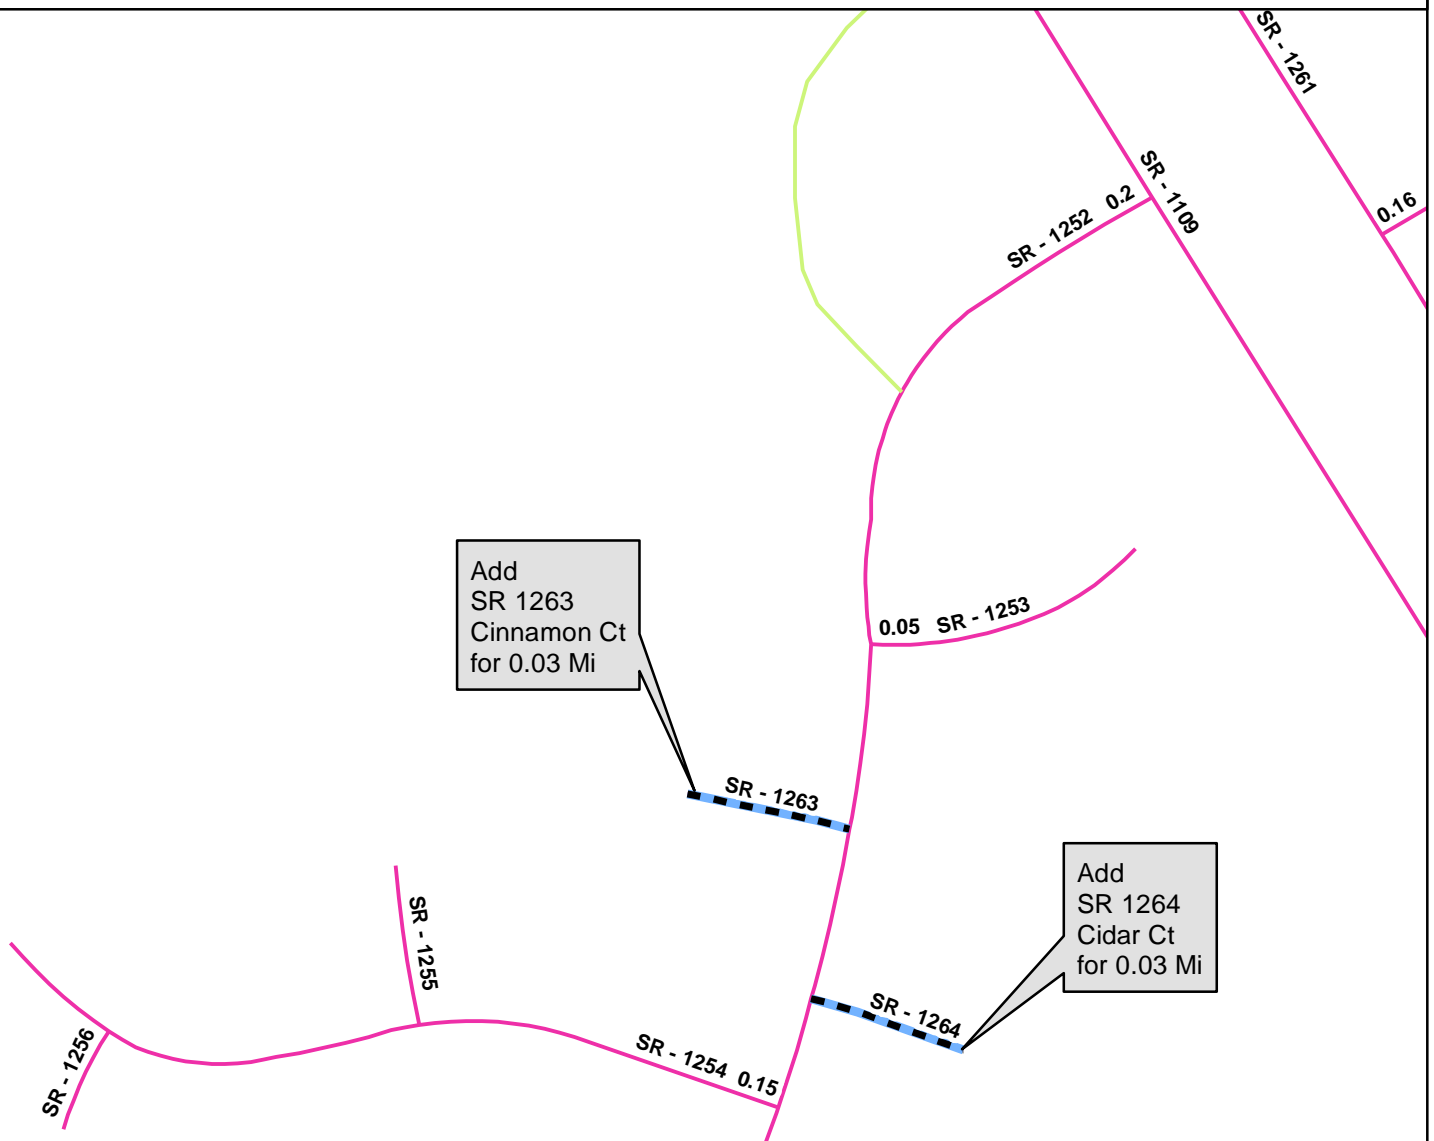 SR - 1261
SR - 1109
0.16
SR - 1252 0.2
Add
SR 1263
Cinnamon Ct
for 0.03 Mi
0.05 SR - 1253
SR - 1263
Add
SR 1264
Cidar Ct
for 0.03 Mi
SR - 1255
SR - 1264
SR - 1256
SR - 1254 0.15